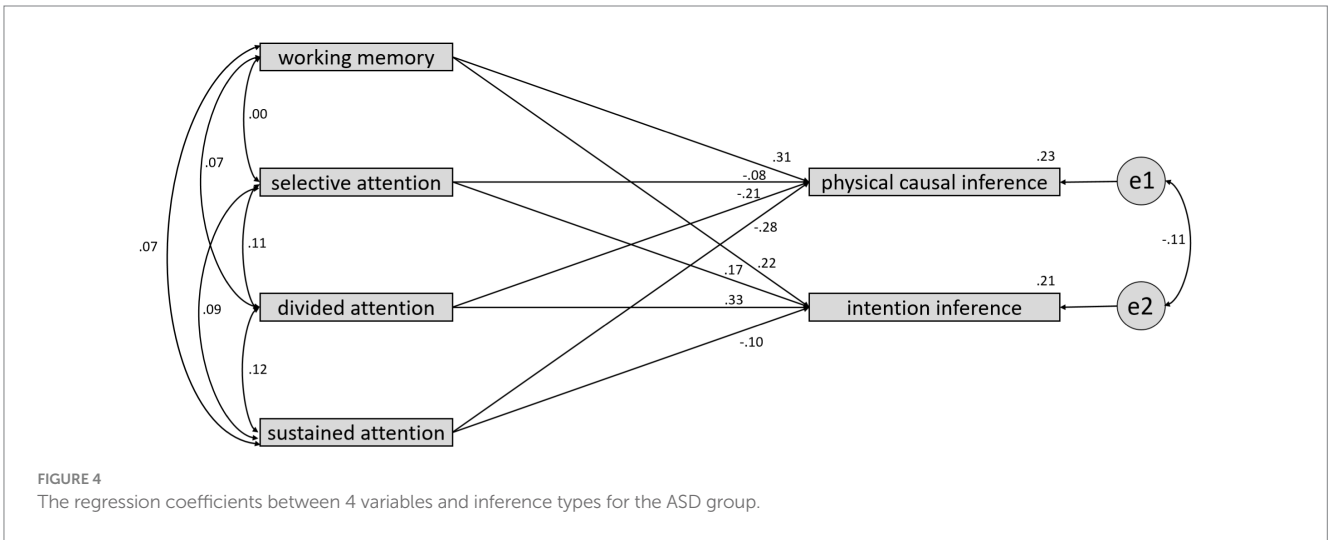 working memory
.00
.31
.23
.07
selective attention
-.08
physical causal inference
e1
-.21
-.28
.07
.11
-.11
.17
.22
.21
.33
divided attention
intention inference
e2
.09
-.10
.12
sustained attention
FIGURE 4
The regression coefficients between 4 variables and inference types for the ASD group.